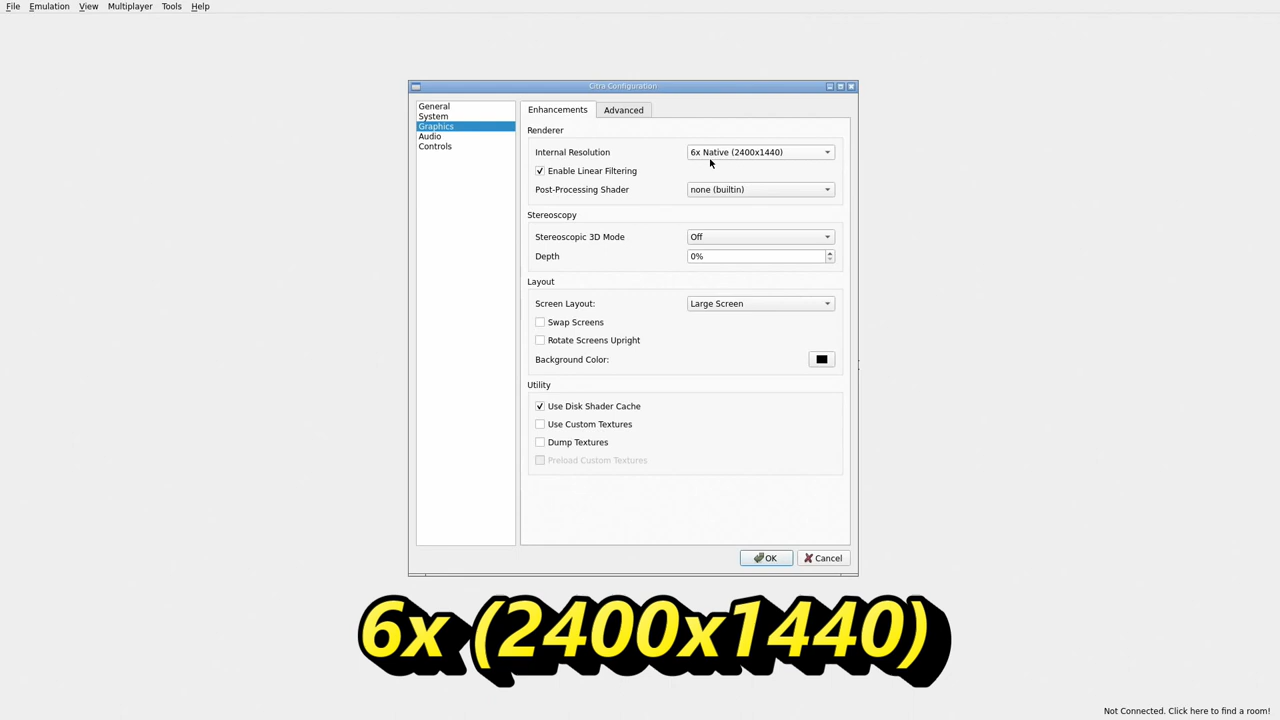 File Emulation View Multiplayer Tools Help
Citra Configuration
General
System
Graphics
Audio
Controls
Enhancements Advanced
Renderer
Internal Resolution 6x Native (2400x1440)
Enable Linear Filtering
Post-Processing Shader none (builtin)
Stereoscopy
Stereoscopic 3D Mode Off
Depth 0%
Layout
Screen Layout: Large Screen
Swap Screens
Rotate Screens Upright
Background Color:
Utility
Use Disk Shader Cache
Use Custom Textures
Dump Textures
Preload Custom Textures
OK Cancel
6x (2400x1440)
Not Connected. Click here to find a room!